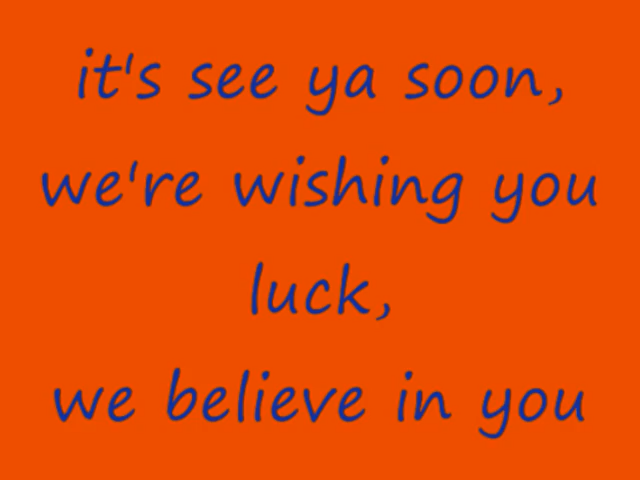 it's see ya soon,
we're wishing you
luck,
we believe in you